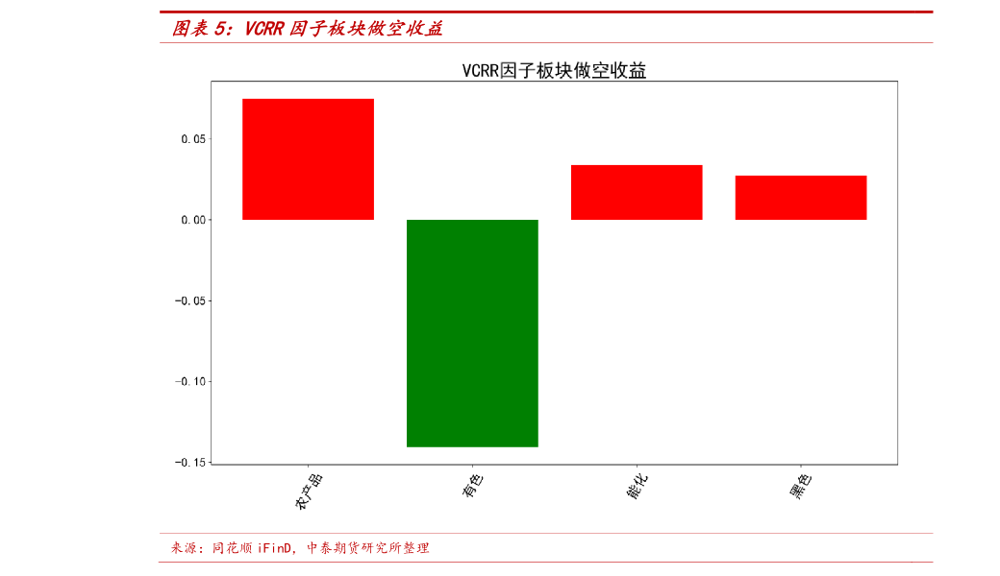 图表 5：VCRR 因子板块做空收益
VCRR因子板块做空收益
0.05
0.00
-0.05
-0.10
-0.15
农产品
有色
能化
黑色
来源：同花顺 iFinD，中泰期货研究所整理